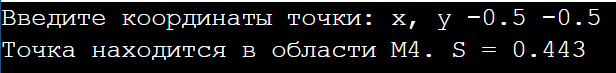 Введите координаты точки: x, y -0.5 -0.5
Точка находится в области M4. S = 0.443